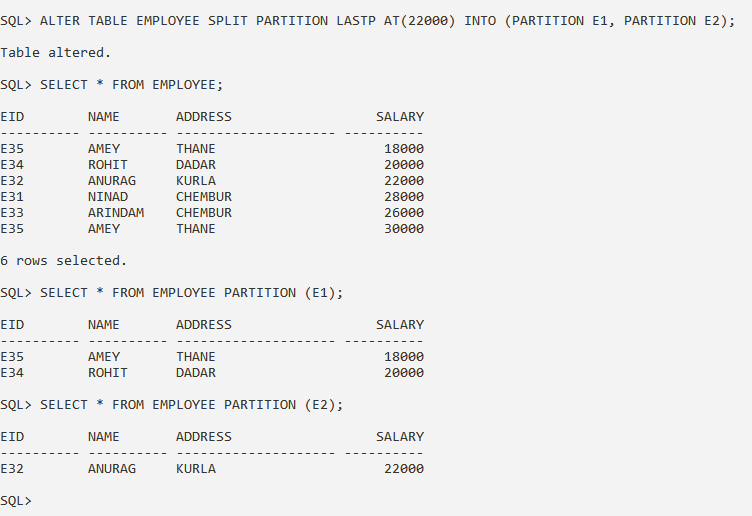 SQL> ALTER TABLE EMPLOYEE SPLIT PARTITION LASTP AT(22000) INTO (PARTITION E1, PARTITION E2);
Table altered.
SQL> SELECT * FROM EMPLOYEE;
EID        NAME       ADDRESS                  SALARY
---------- ---------- -------------------- ----------
E35        AMEY       THANE                     18000
E34        ROHIT      DADAR                     20000
E32        ANURAG     KURLA                     22000
E31        NINAD      CHEMBUR                   28000
E33        ARINDAM    CHEMBUR                   26000
E35        AMEY       THANE                     30000
6 rows selected.
SQL> SELECT * FROM EMPLOYEE PARTITION (E1);
EID        NAME       ADDRESS                  SALARY
---------- ---------- -------------------- ----------
E35        AMEY       THANE                     18000
E34        ROHIT      DADAR                     20000
SQL> SELECT * FROM EMPLOYEE PARTITION (E2);
EID        NAME       ADDRESS                  SALARY
---------- ---------- -------------------- ----------
E32        ANURAG     KURLA                     22000
SQL>